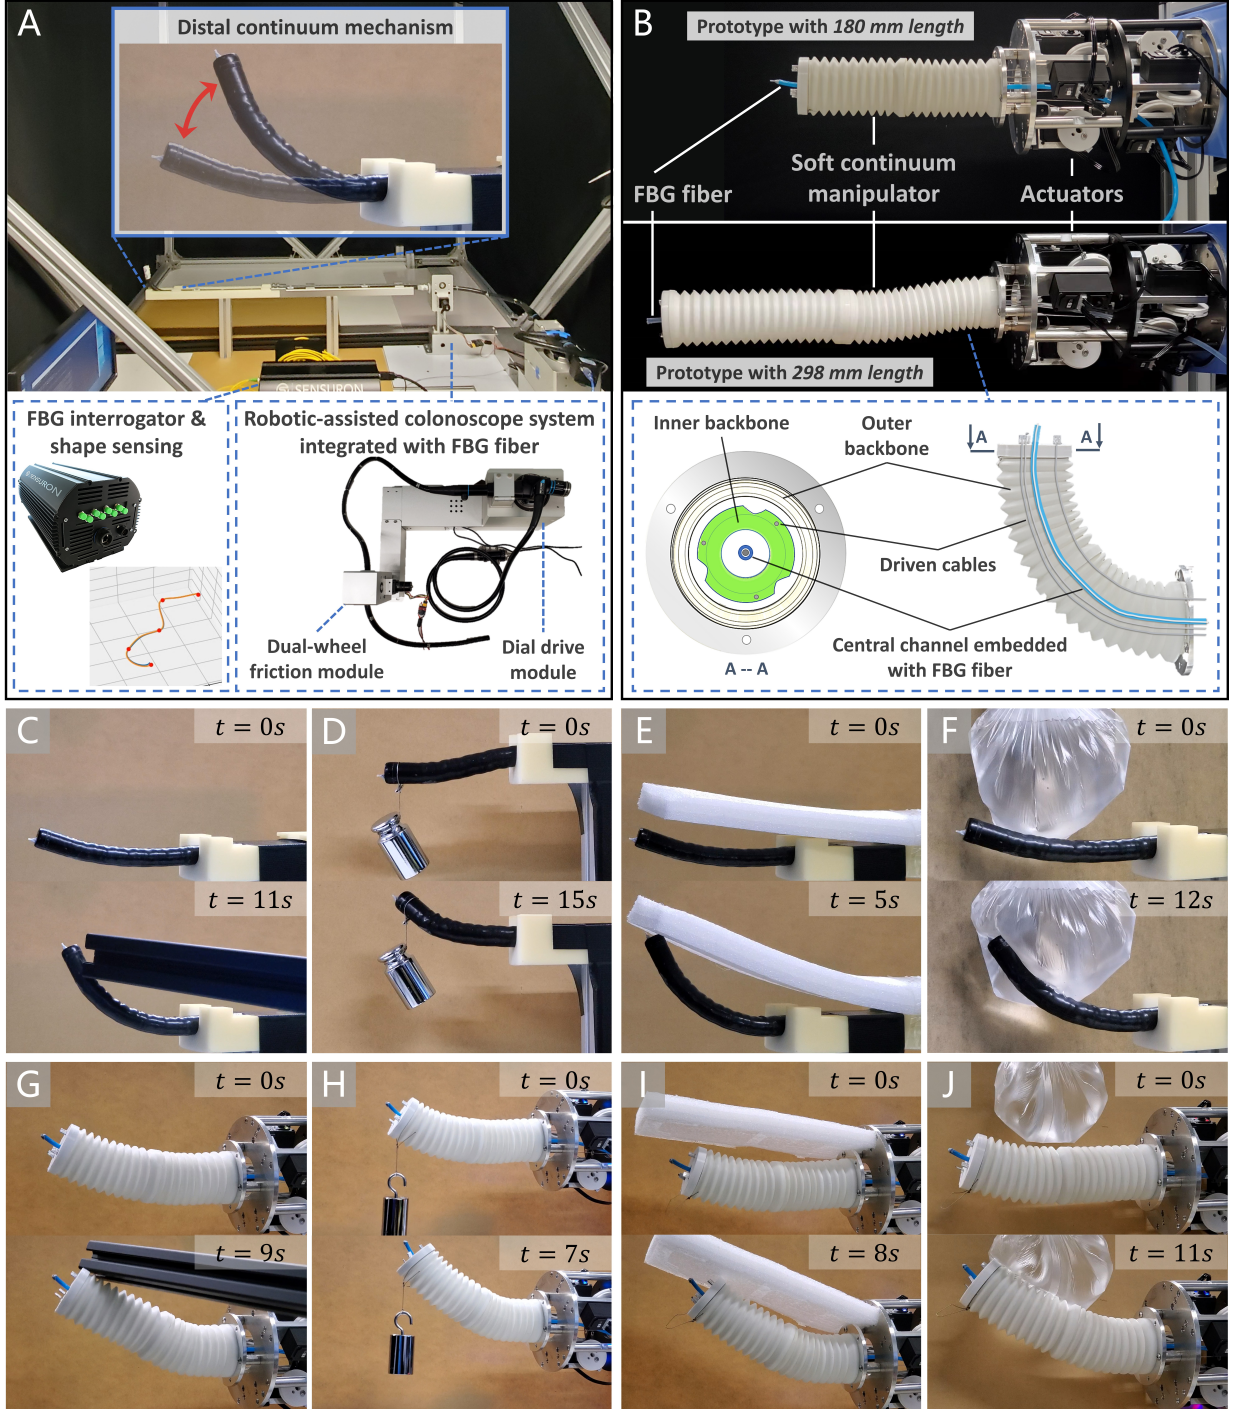 A
Distal continuum mechanism
SENSURON
FBG interrogator &
shape sensing
SENSURON
Robotic-assisted colonoscope system
integrated with FBG fiber
Dual-wheel
friction module
Dial drive
module
B
Prototype with 180 mm length
FBG fiber
Soft continuum
manipulator
Actuators
Prototype with 298 mm length
Inner backbone
Outer
backbone
A
A
Driven cables
Central channel embedded
with FBG fiber
A -- A
C
t = 0s
t = 11s
D
t = 0s
t = 15s
E
t = 0s
t = 5s
F
t = 0s
t = 12s
G
t = 0s
t = 9s
H
t = 0s
t = 7s
I
t = 0s
t = 8s
J
t = 0s
t = 11s